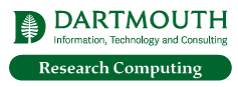 DARTMOUTH
Information, Technology and Consulting
Research Computing